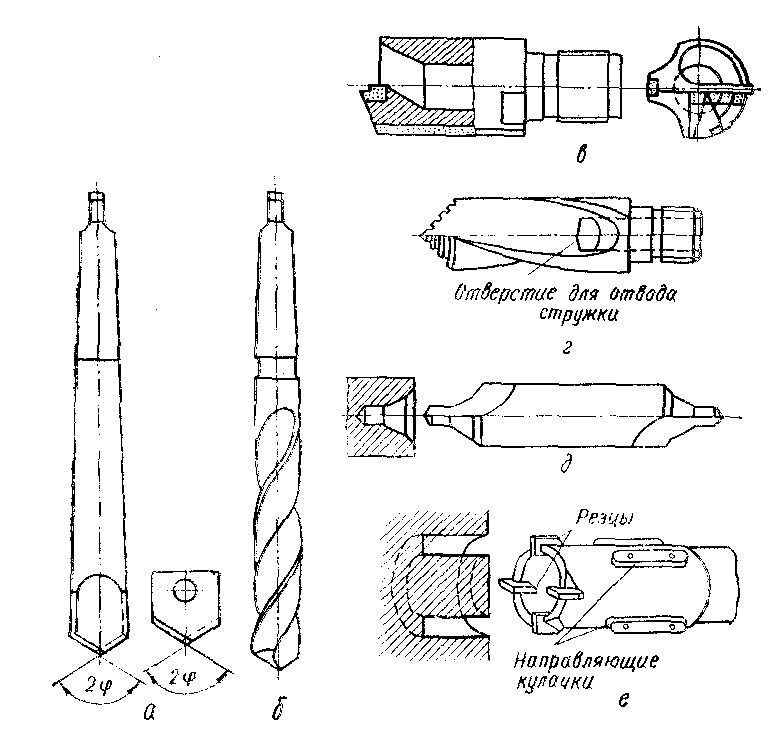 в
Отверстие для отвода
стружки
г
д
Резцы
Направляющие
кулачки
е
2φ
2φ
а
б